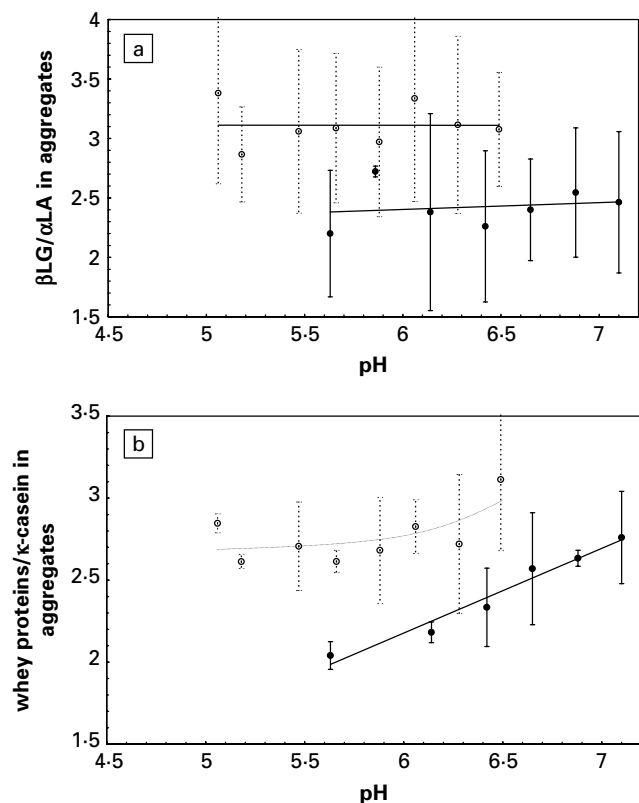 a
4
3·5
3
2·5
2
1·5
βLG/αLA in aggregates
4·5 5 5·5 6 6·5 7
pH
b
3·5
3
2·5
2
1·5
whey proteins/κ-casein in
aggregates
4·5 5 5·5 6 6·5 7
pH